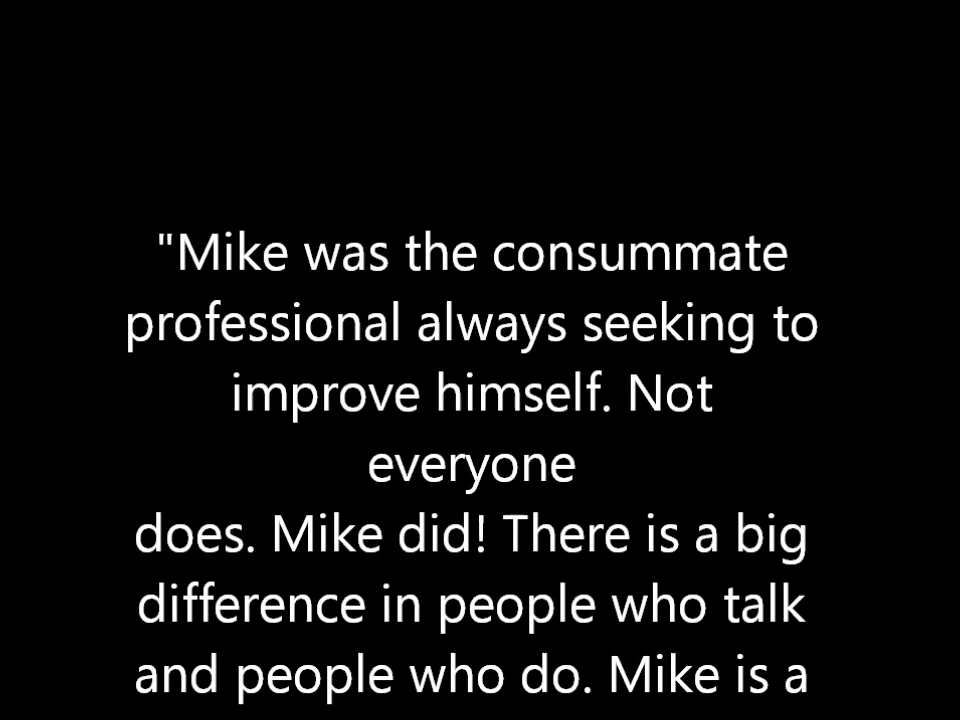 "Mike was the consummate
professional always seeking to
improve himself. Not
everyone
does. Mike did! There is a big
difference in people who talk
and people who do. Mike is a